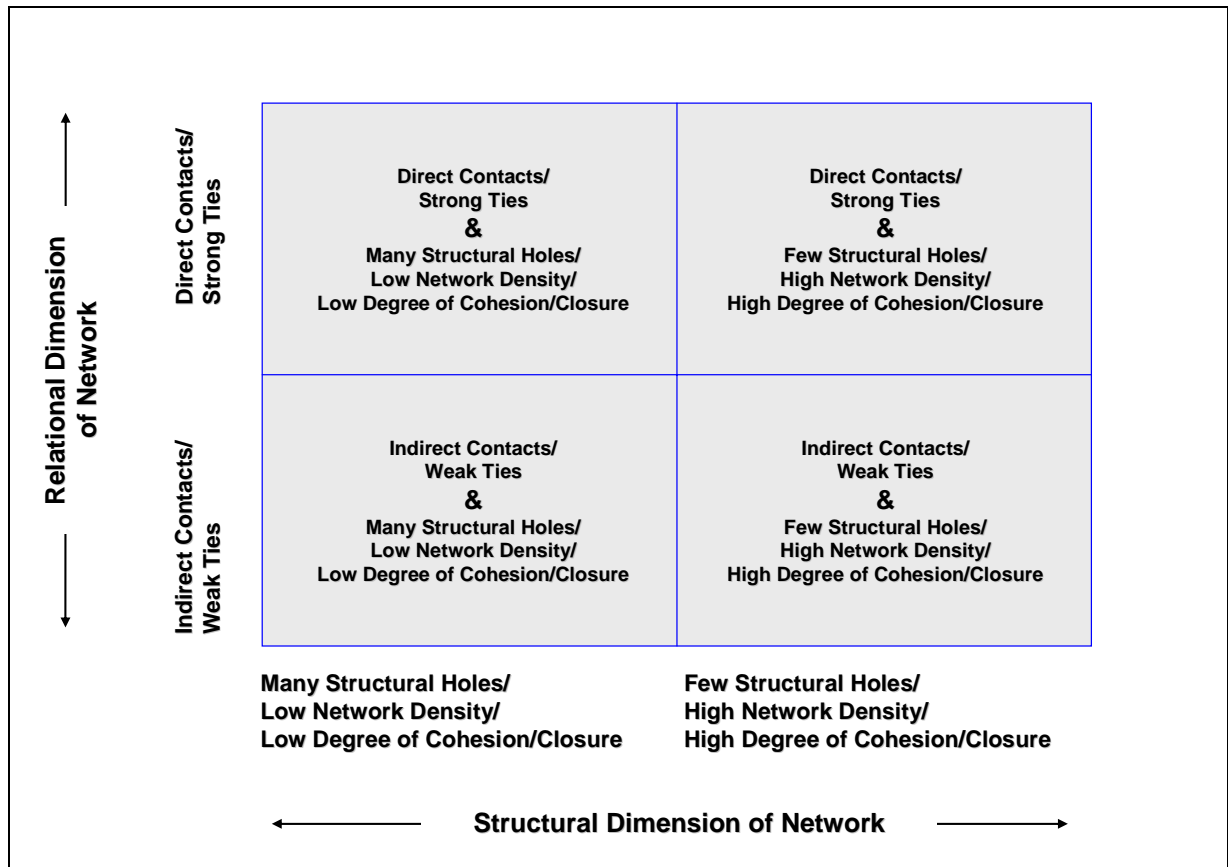 Relational Dimension
of Network
Direct Contacts/
Strong Ties
Indirect Contacts/
Weak Ties
Direct Contacts/
Strong Ties
&
Many Structural Holes/
Low Network Density/
Low Degree of Cohesion/Closure
Direct Contacts/
Strong Ties
&
Few Structural Holes/
High Network Density/
High Degree of Cohesion/Closure
Indirect Contacts/
Weak Ties
&
Many Structural Holes/
Low Network Density/
Low Degree of Cohesion/Closure
Indirect Contacts/
Weak Ties
&
Few Structural Holes/
High Network Density/
High Degree of Cohesion/Closure
Many Structural Holes/
Low Network Density/
Low Degree of Cohesion/Closure
Few Structural Holes/
High Network Density/
High Degree of Cohesion/Closure
Structural Dimension of Network